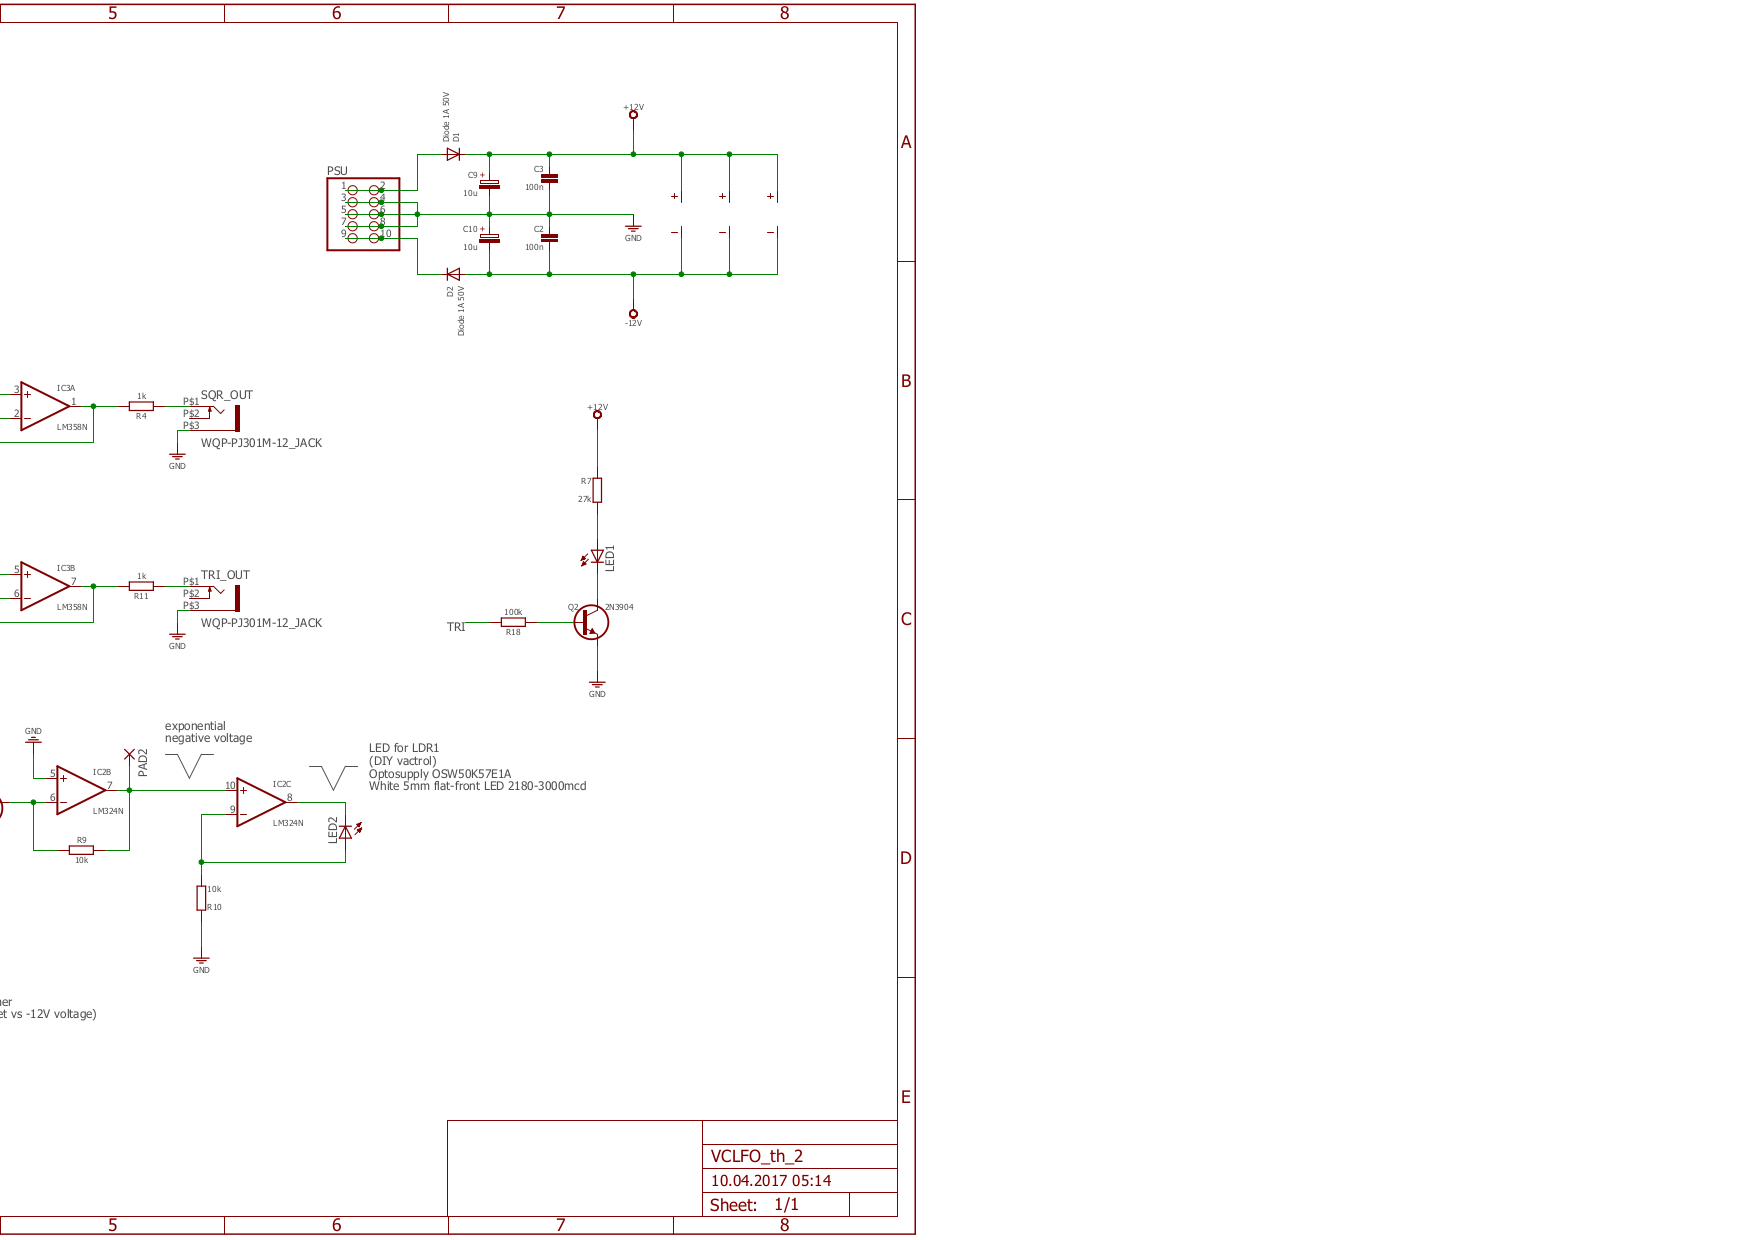 5 6 7 8
A
B
C
D
E
Diode 1A 50V
D1
+12V
PSU
1 2
3 4
5 6
7 8
9 10
C9 +
10u
C3
100n
C10 +
10u
C2
100n
+ + +
GND
- - -
D2
Diode 1A 50V
-12V
3
+
2
-
IC3A
1
LM358N
1k
R4
SQR_OUT
P$1
P$2
P$3
WQP-PJ301M-12_JACK
GND
+12V
R7
27k
LED1
5
+
6
-
IC3B
7
LM358N
1k
R11
TRI_OUT
P$1
P$2
P$3
WQP-PJ301M-12_JACK
GND
TRI
100k
R18
Q2
2N3904
GND
GND
5
+
6
-
IC2B
7
LM324N
R9
10k
PAD2
exponential
negative voltage
10
+
9
-
IC2C
8
LM324N
LED2
LED for LDR1
(DIY vactrol)
Optosupply OSW50K57E1A
White 5mm flat-front LED 2180-3000mcd
10k
R10
GND
ner
et vs -12V voltage)
VCLFO_th_2
10.04.2017 05:14
Sheet: 1/1
5 6 7 8